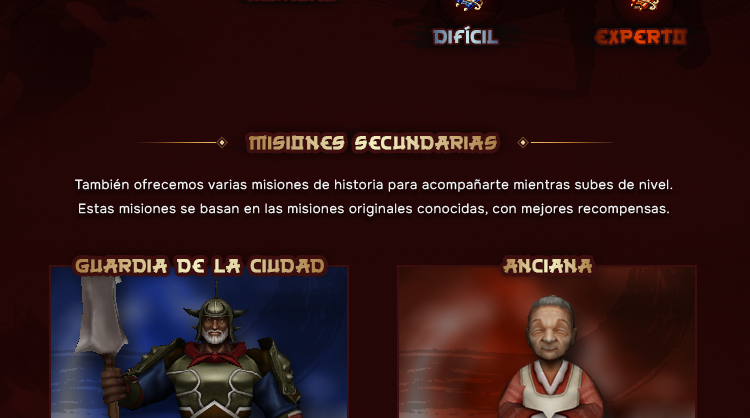 DIFÍCIL
EXPERTO
MISIONES SECUNDARIAS
También ofrecemos varias misiones de historia para acompañarte mientras subes de nivel.
Estas misiones se basan en las misiones originales conocidas, con mejores recompensas.
GUARDIA DE LA CIUDAD
ANCIANA